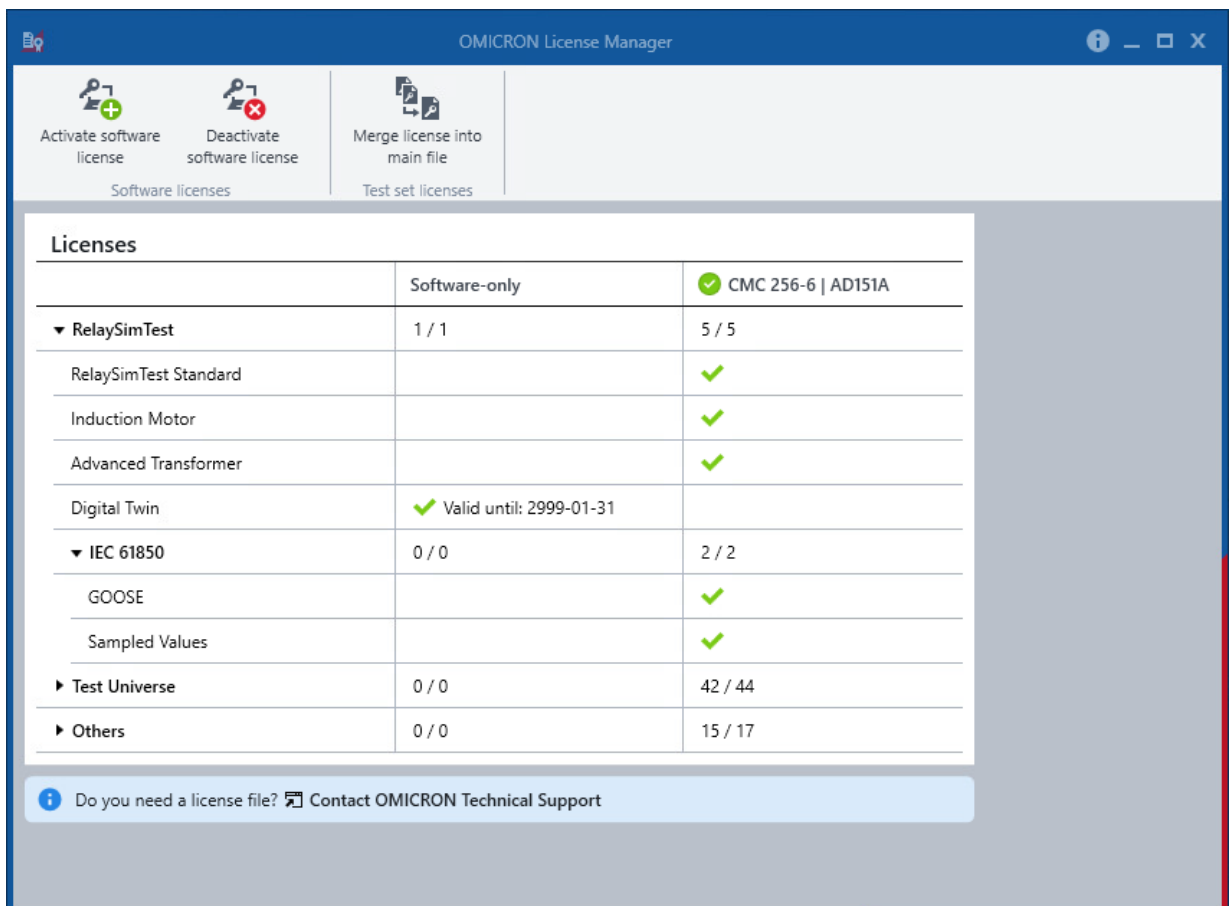 OMICRON License Manager
Activate software license
Deactivate software license
Merge license into main file
Software licenses
Test set licenses
Licenses
Software-only CMC 256-6 | AD151A
RelaySimTest 1 / 1 5 / 5
RelaySimTest Standard
Induction Motor
Advanced Transformer
Digital Twin Valid until: 2999-01-31
IEC 61850 0 / 0 2 / 2
GOOSE
Sampled Values
Test Universe 0 / 0 42 / 44
Others 0 / 0 15 / 17
Do you need a license file? Contact OMICRON Technical Support